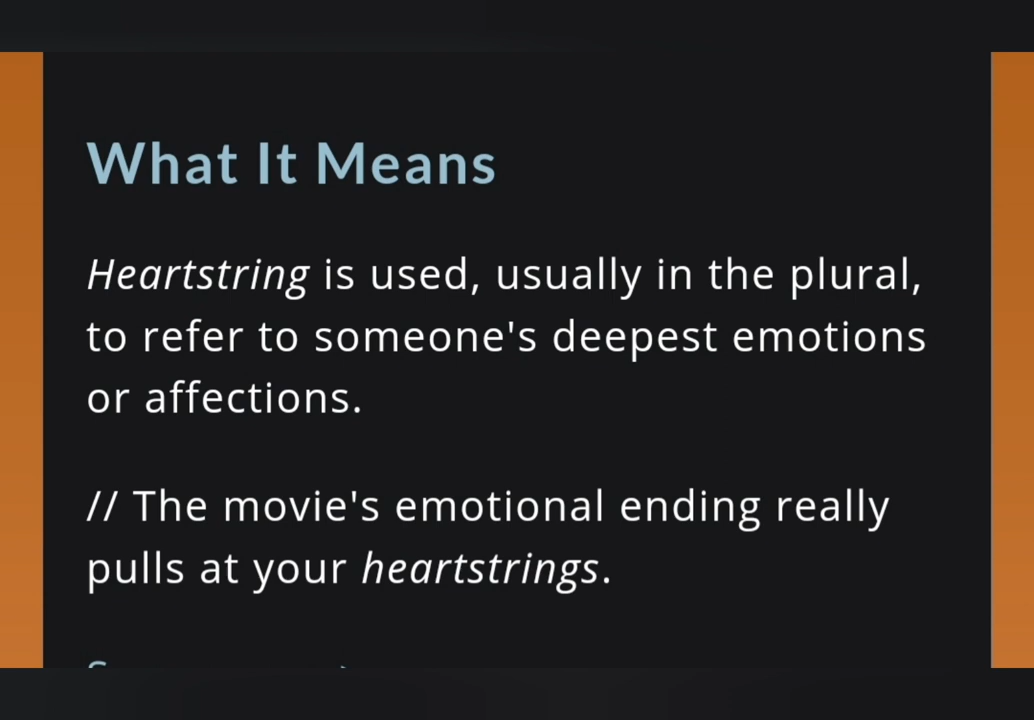 What It Means
Heartstring is used, usually in the plural,
to refer to someone's deepest emotions
or affections.
// The movie's emotional ending really
pulls at your heartstrings.